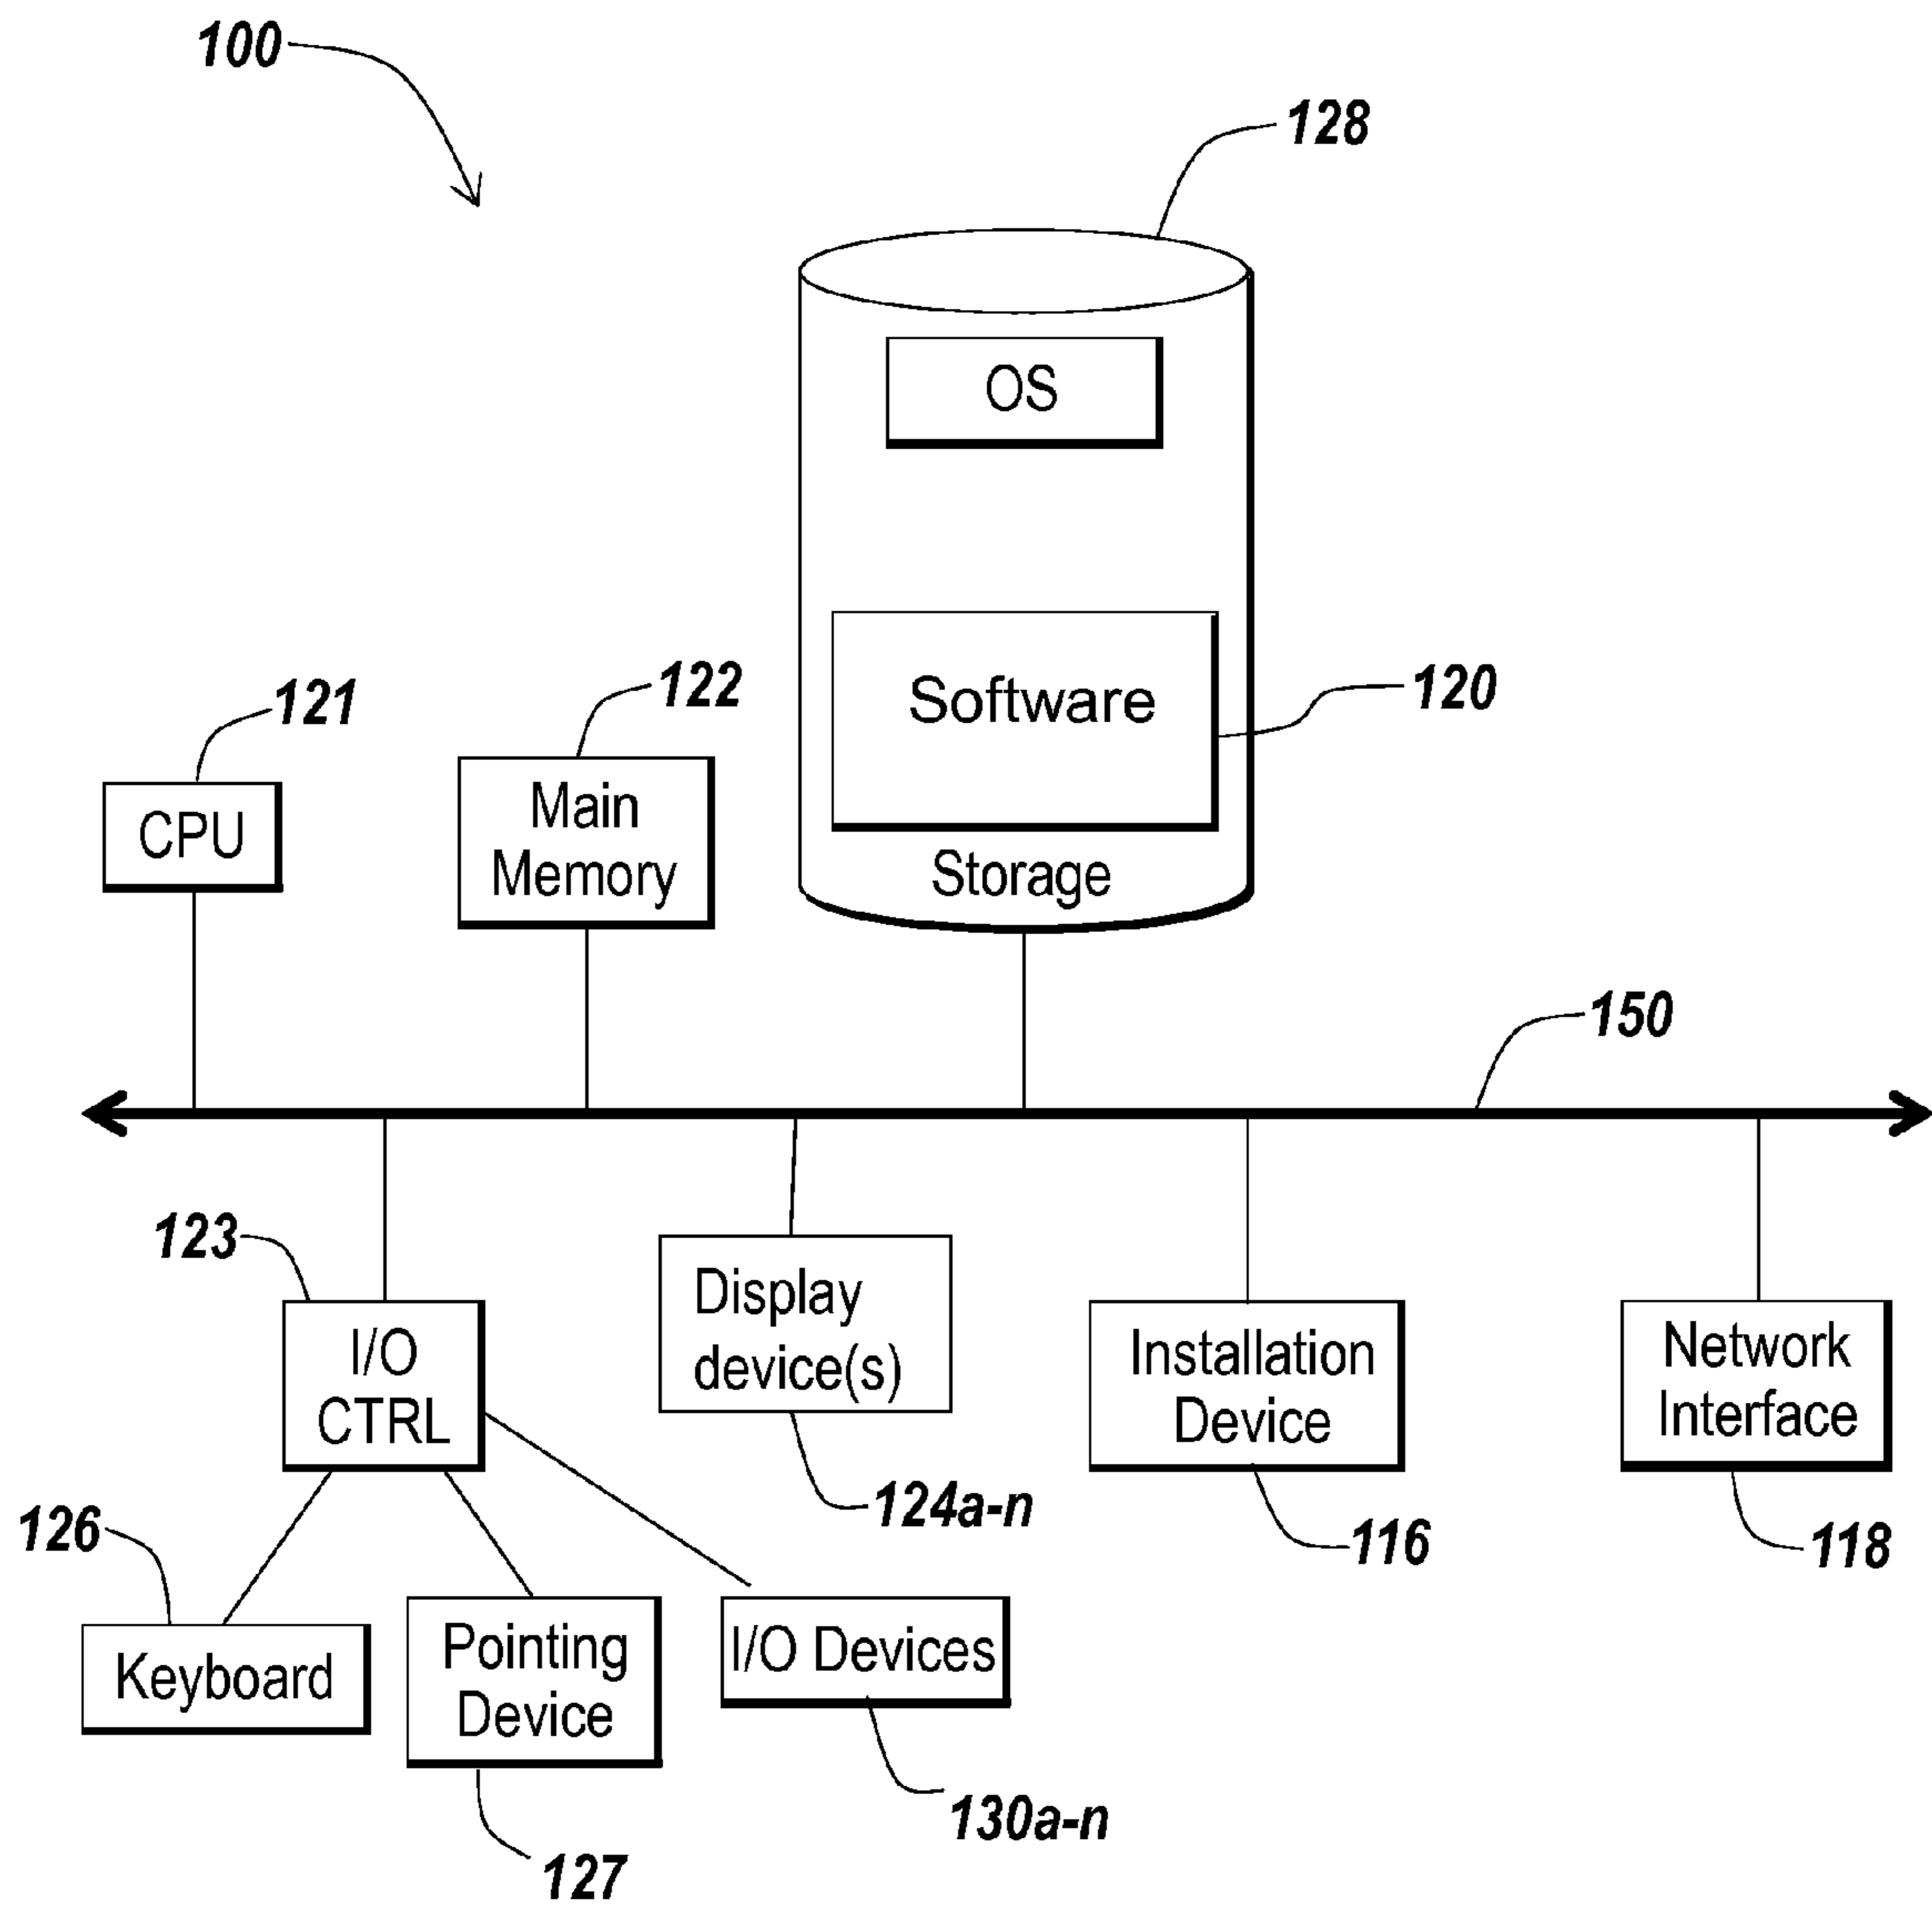 100
128
OS
Software
120
Storage
121
CPU
122
Main
Memory
150
123
I/O
CTRL
Display
device(s)
124a-n
Installation
Device
116
Network
Interface
118
126
Keyboard
Pointing
Device
127
I/O Devices
130a-n